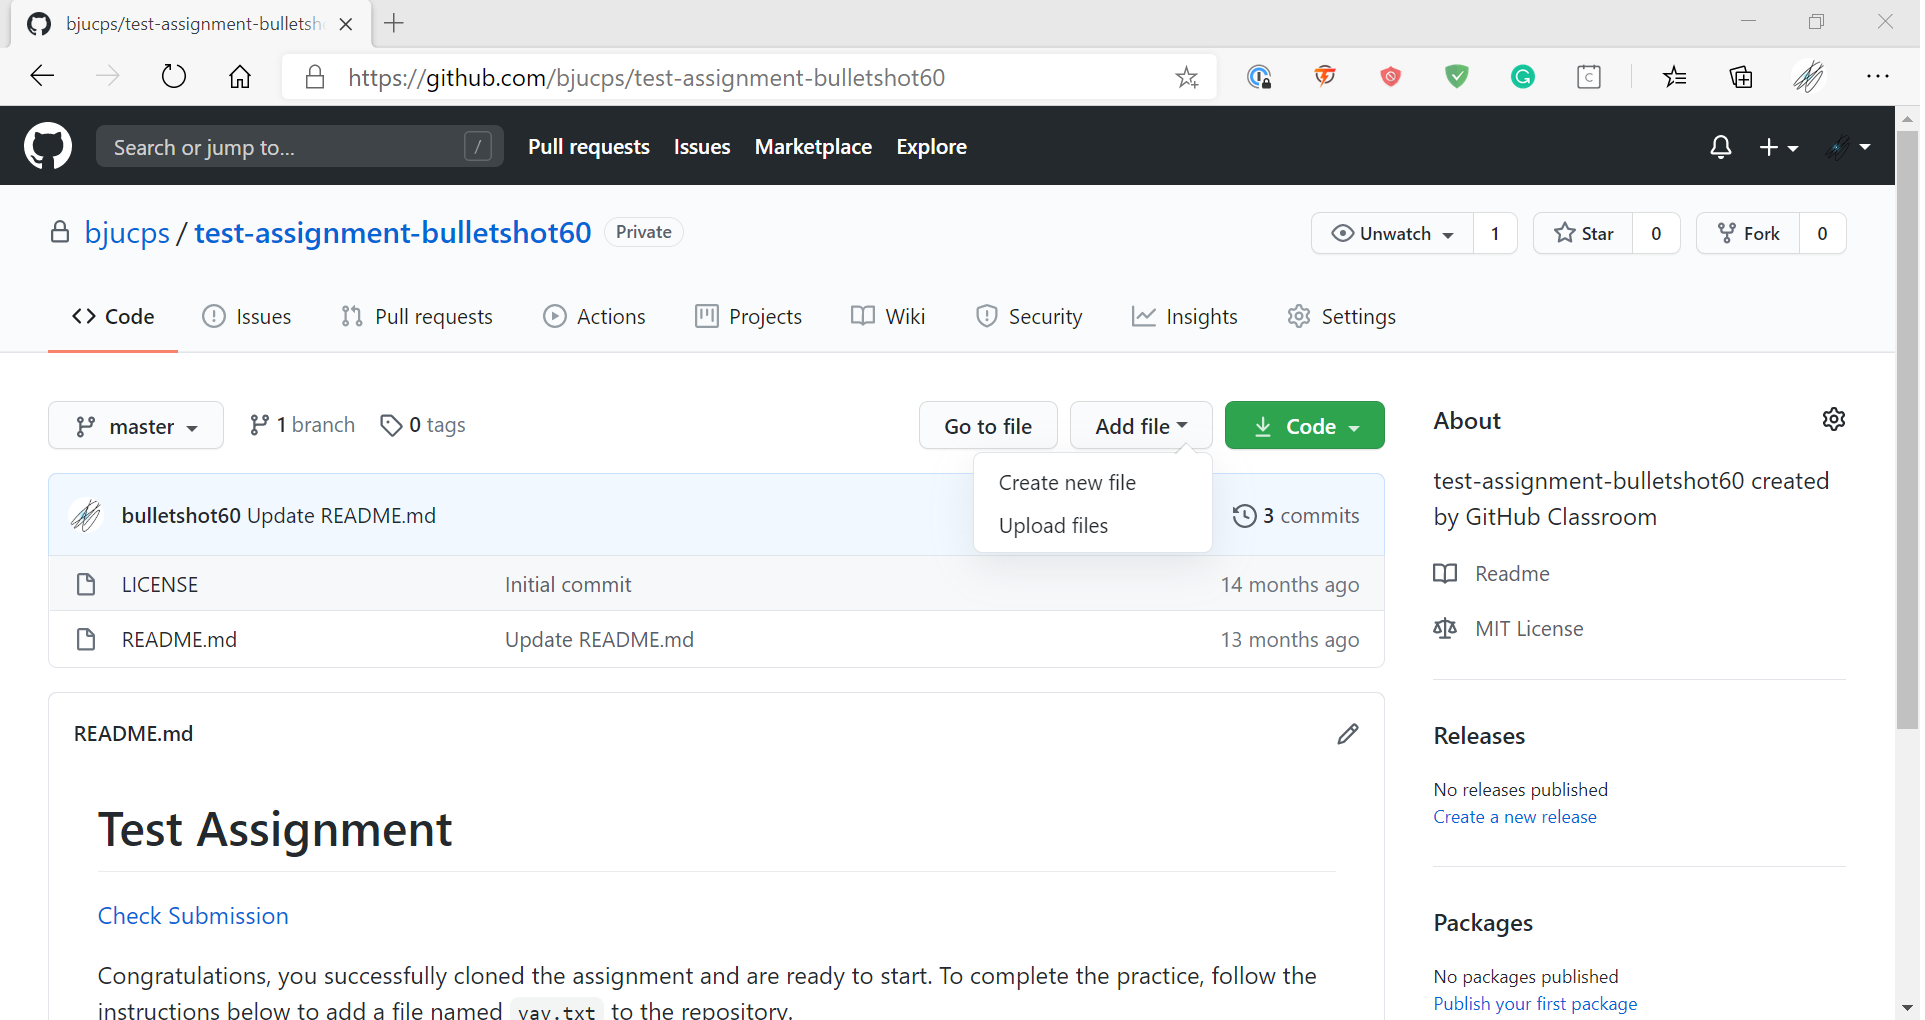 bjucps/test-assignment-bulletsh
https://github.com/bjucps/test-assignment-bulletshot60
Search or jump to... /
Pull requests Issues Marketplace Explore
bjucps / test-assignment-bulletshot60 Private
Unwatch 1 Star 0 Fork 0
Code Issues Pull requests Actions Projects Wiki Security Insights Settings
master 1 branch 0 tags Go to file Add file Code
Create new file
Upload files
bulletshot60 Update README.md 3 commits
LICENSE Initial commit 14 months ago
README.md Update README.md 13 months ago
README.md
Test Assignment
Check Submission
Congratulations, you successfully cloned the assignment and are ready to start. To complete the practice, follow the
instructions below to add a file named yay.txt to the repository.
About
test-assignment-bulletshot60 created
by GitHub Classroom
Readme
MIT License
Releases
No releases published
Create a new release
Packages
No packages published
Publish your first package